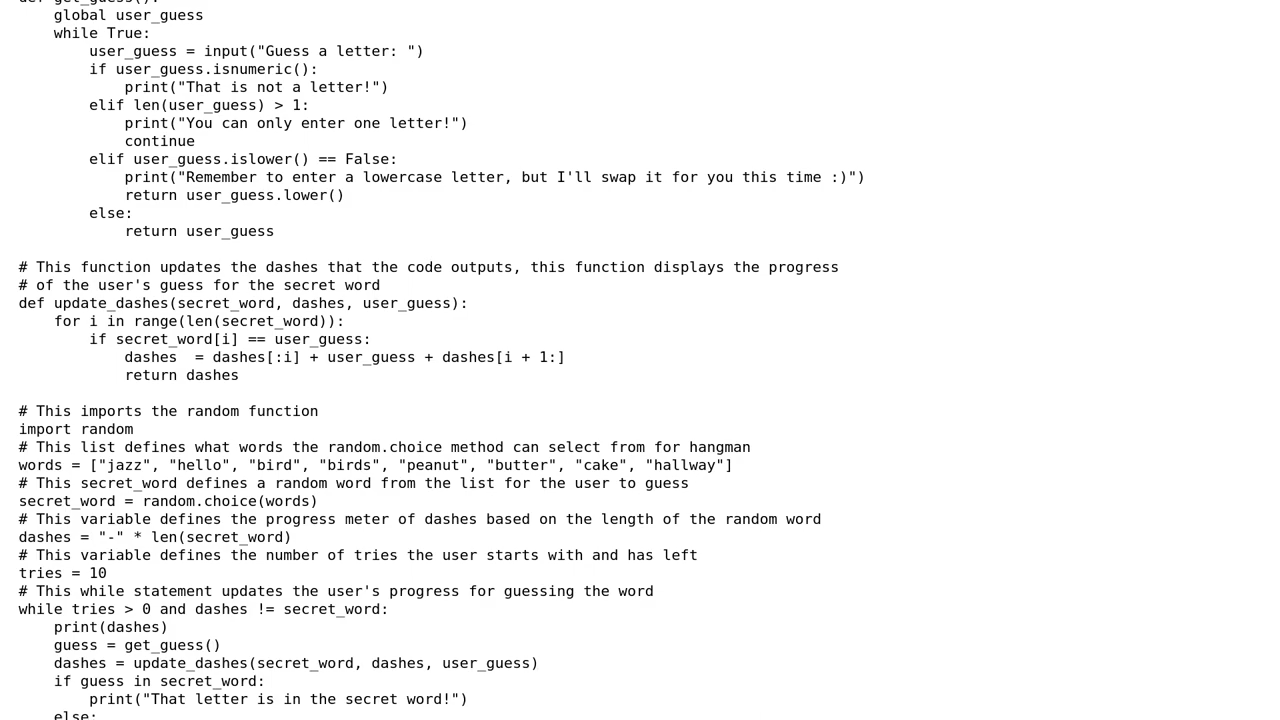 def get_guess():
    global user_guess
    while True:
        user_guess = input("Guess a letter: ")
        if user_guess.isnumeric():
            print("That is not a letter!")
        elif len(user_guess) > 1:
            print("You can only enter one letter!")
            continue
        elif user_guess.islower() == False:
            print("Remember to enter a lowercase letter, but I'll swap it for you this time :)")
            return user_guess.lower()
        else:
            return user_guess

# This function updates the dashes that the code outputs, this function displays the progress
# of the user's guess for the secret word
def update_dashes(secret_word, dashes, user_guess):
    for i in range(len(secret_word)):
        if secret_word[i] == user_guess:
            dashes  = dashes[:i] + user_guess + dashes[i + 1:]
            return dashes

# This imports the random function
import random
# This list defines what words the random.choice method can select from for hangman
words = ["jazz", "hello", "bird", "birds", "peanut", "butter", "cake", "hallway"]
# This secret_word defines a random word from the list for the user to guess
secret_word = random.choice(words)
# This variable defines the progress meter of dashes based on the length of the random word
dashes = "-" * len(secret_word)
# This variable defines the number of tries the user starts with and has left
tries = 10
# This while statement updates the user's progress for guessing the word
while tries > 0 and dashes != secret_word:
    print(dashes)
    guess = get_guess()
    dashes = update_dashes(secret_word, dashes, user_guess)
    if guess in secret_word:
        print("That letter is in the secret word!")
    else: